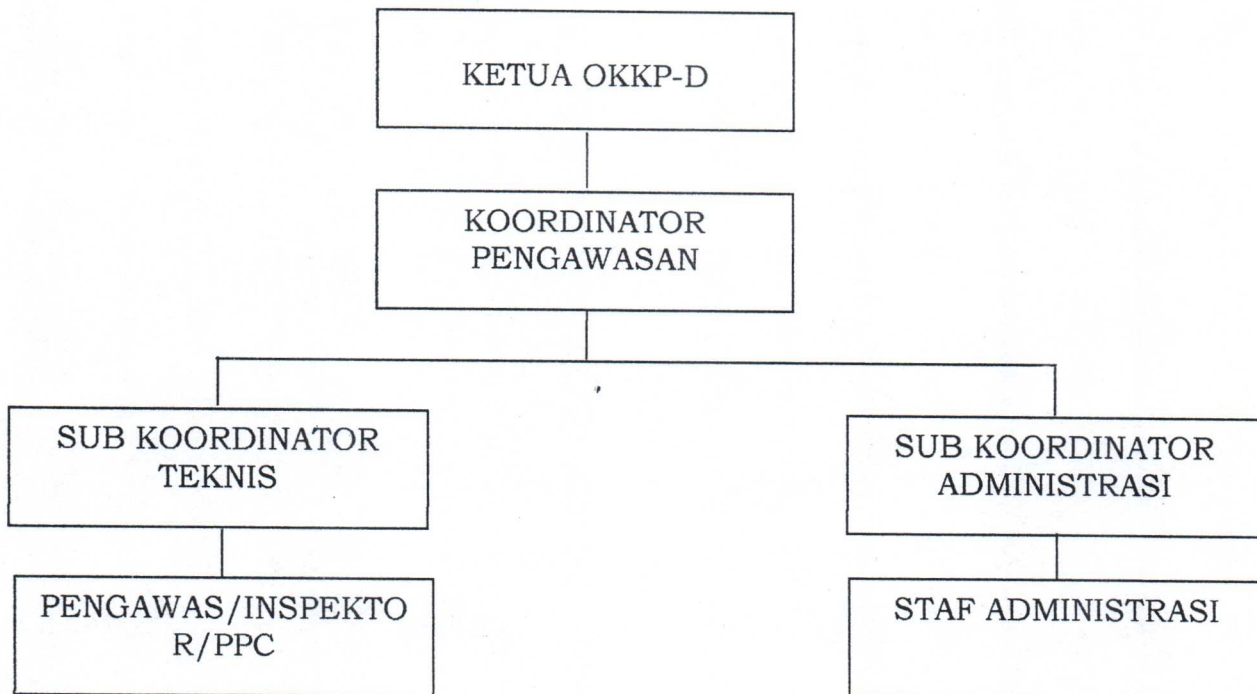 KETUA OKKP-D
KOORDINATOR
PENGAWASAN
SUB KOORDINATOR
TEKNIS
SUB KOORDINATOR
ADMINISTRASI
PENGAWAS/INSPEKTO
R/PPC
STAF ADMINISTRASI